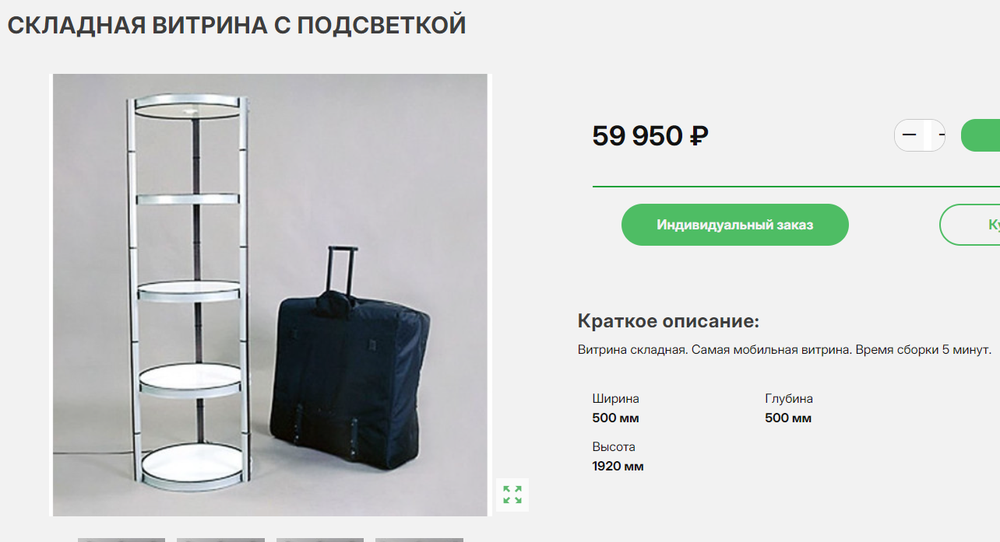 СКЛАДНАЯ ВИТРИНА С ПОДСВЕТКОЙ
59 950 ₽
Индивидуальный заказ
Краткое описание:
Витрина складная. Самая мобильная витрина. Время сборки 5 минут.
Ширина Глубина
500 мм 500 мм
Высота
1920 мм